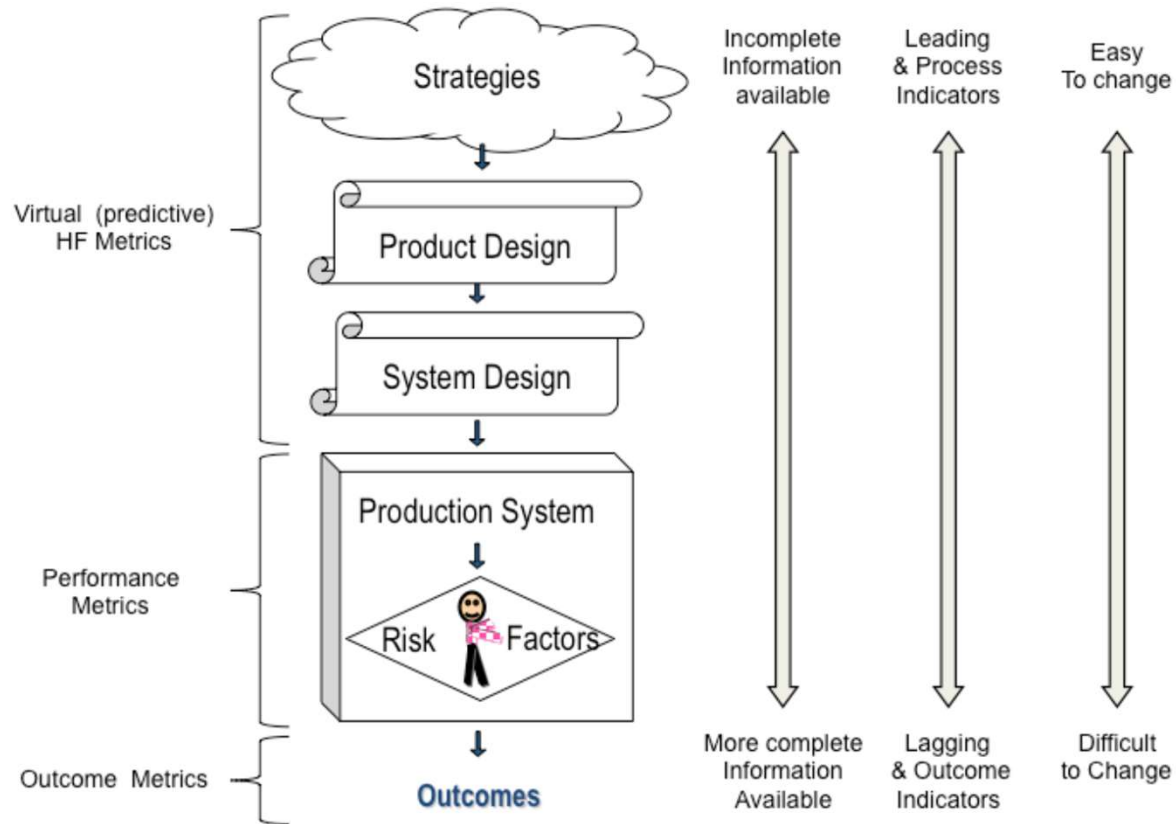 Strategies
Product Design
System Design
Production System
Risk Factors
Outcomes
Virtual (predictive)
HF Metrics
Performance
Metrics
Outcome Metrics
Incomplete
Information
available
Leading
& Process
Indicators
Easy
To change
More complete
Information
Available
Lagging
& Outcome
Indicators
Difficult
to Change